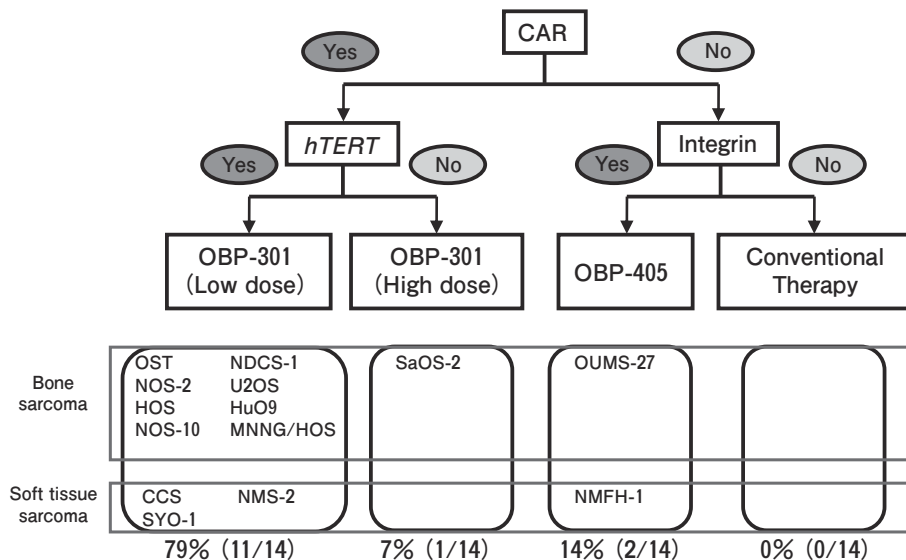 CAR
Yes
No
hTERT
Integrin
Yes
No
Yes
No
OBP-301
(Low dose)
OBP-301
(High dose)
OBP-405
Conventional
Therapy
Bone
sarcoma
OST NDCS-1
NOS-2 U2OS
HOS HuO9
NOS-10 MNNG/HOS
SaOS-2
OUMS-27
Soft tissue
sarcoma
CCS NMS-2
SYO-1
NMFH-1
79% (11/14)
7% (1/14)
14% (2/14)
0% (0/14)